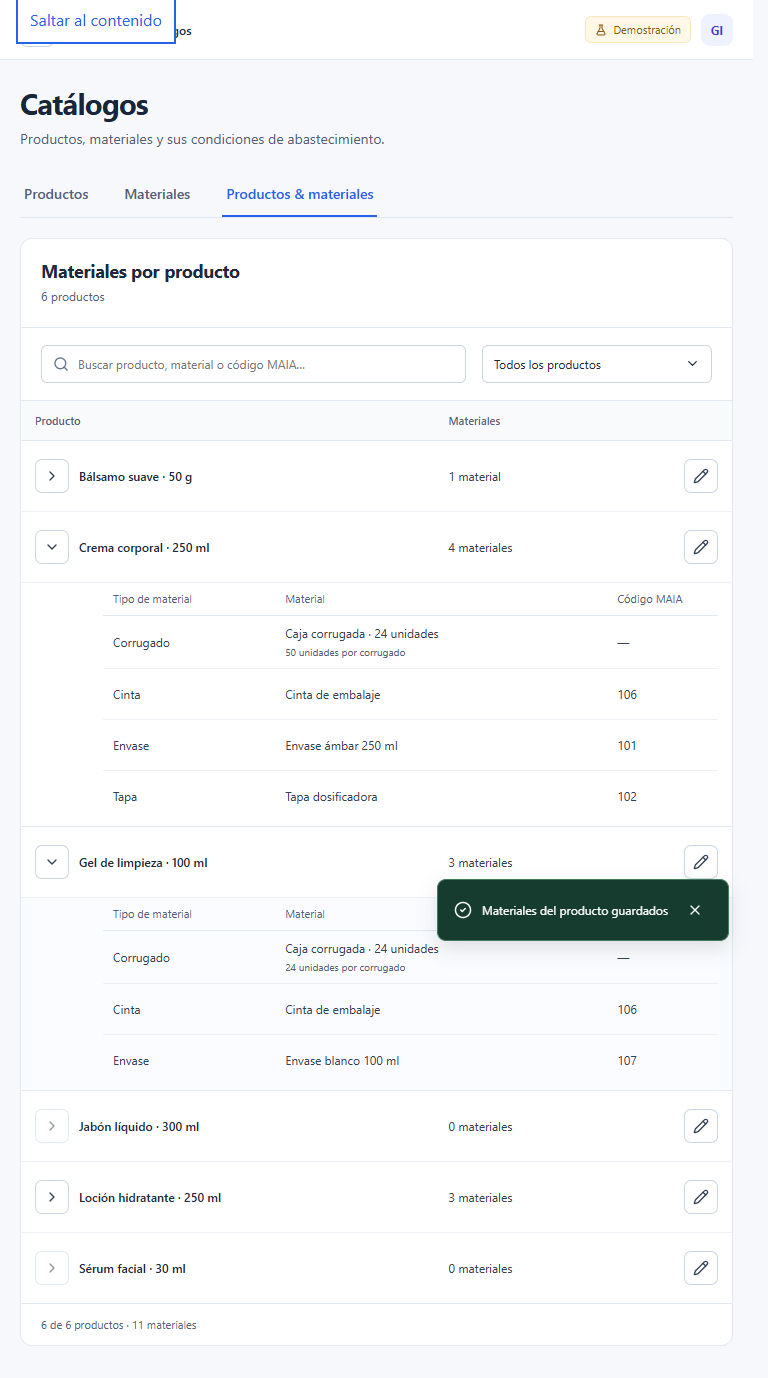 Saltar al contenido
gos
Demostración
GI
Catálogos
Productos, materiales y sus condiciones de abastecimiento.
Productos
Materiales
Productos & materiales
Materiales por producto
6 productos
Buscar producto, material o código MAIA...
Todos los productos
Producto
Materiales
Bálsamo suave · 50 g
1 material
Crema corporal · 250 ml
4 materiales
Tipo de material
Material
Código MAIA
Corrugado
Caja corrugada · 24 unidades
50 unidades por corrugado
—
Cinta
Cinta de embalaje
106
Envase
Envase ámbar 250 ml
101
Tapa
Tapa dosificadora
102
Gel de limpieza · 100 ml
3 materiales
Tipo de material
Material
Materiales del producto guardados
Corrugado
Caja corrugada · 24 unidades
24 unidades por corrugado
—
Cinta
Cinta de embalaje
106
Envase
Envase blanco 100 ml
107
Jabón líquido · 300 ml
0 materiales
Loción hidratante · 250 ml
3 materiales
Sérum facial · 30 ml
0 materiales
6 de 6 productos · 11 materiales